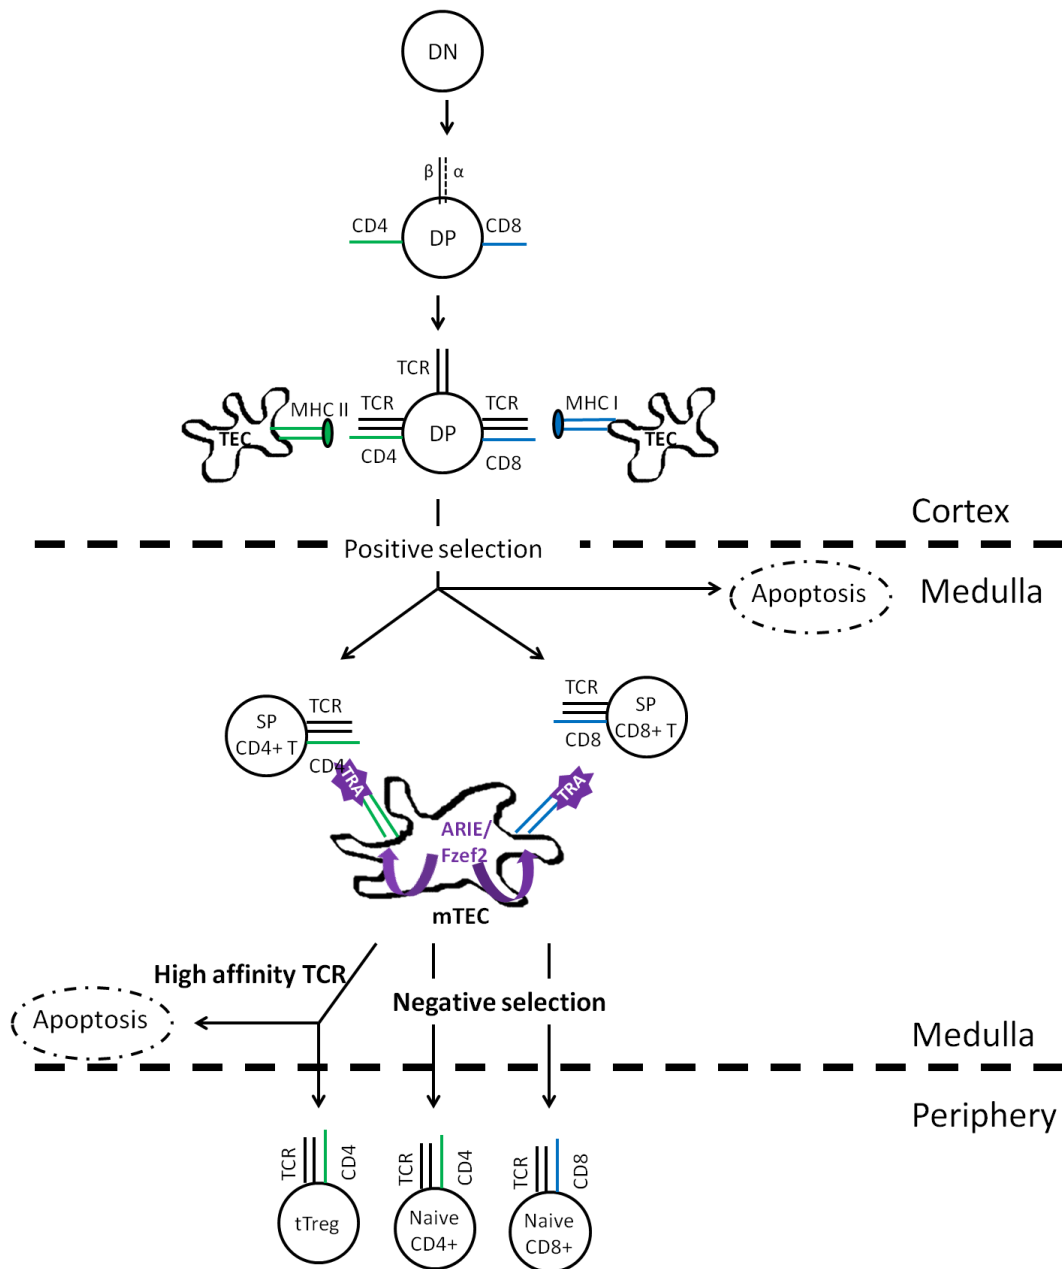 DN
β α
CD4 CD8
DP
TCR
MHC II TCR TCR MHC I
TEC DP TEC
CD4 CD8
Cortex
Positive selection
Apoptosis Medulla
TCR TCR
SP SP
CD4+ T CD8+ T
CD4 CD8
TRA TRA
ARIE/
Fzef2
mTEC
High affinity TCR
Negative selection
Apoptosis
Medulla
Periphery
TCR CD4 TCR CD4 TCR CD8
tTreg
Naive
CD4+
Naive
CD8+